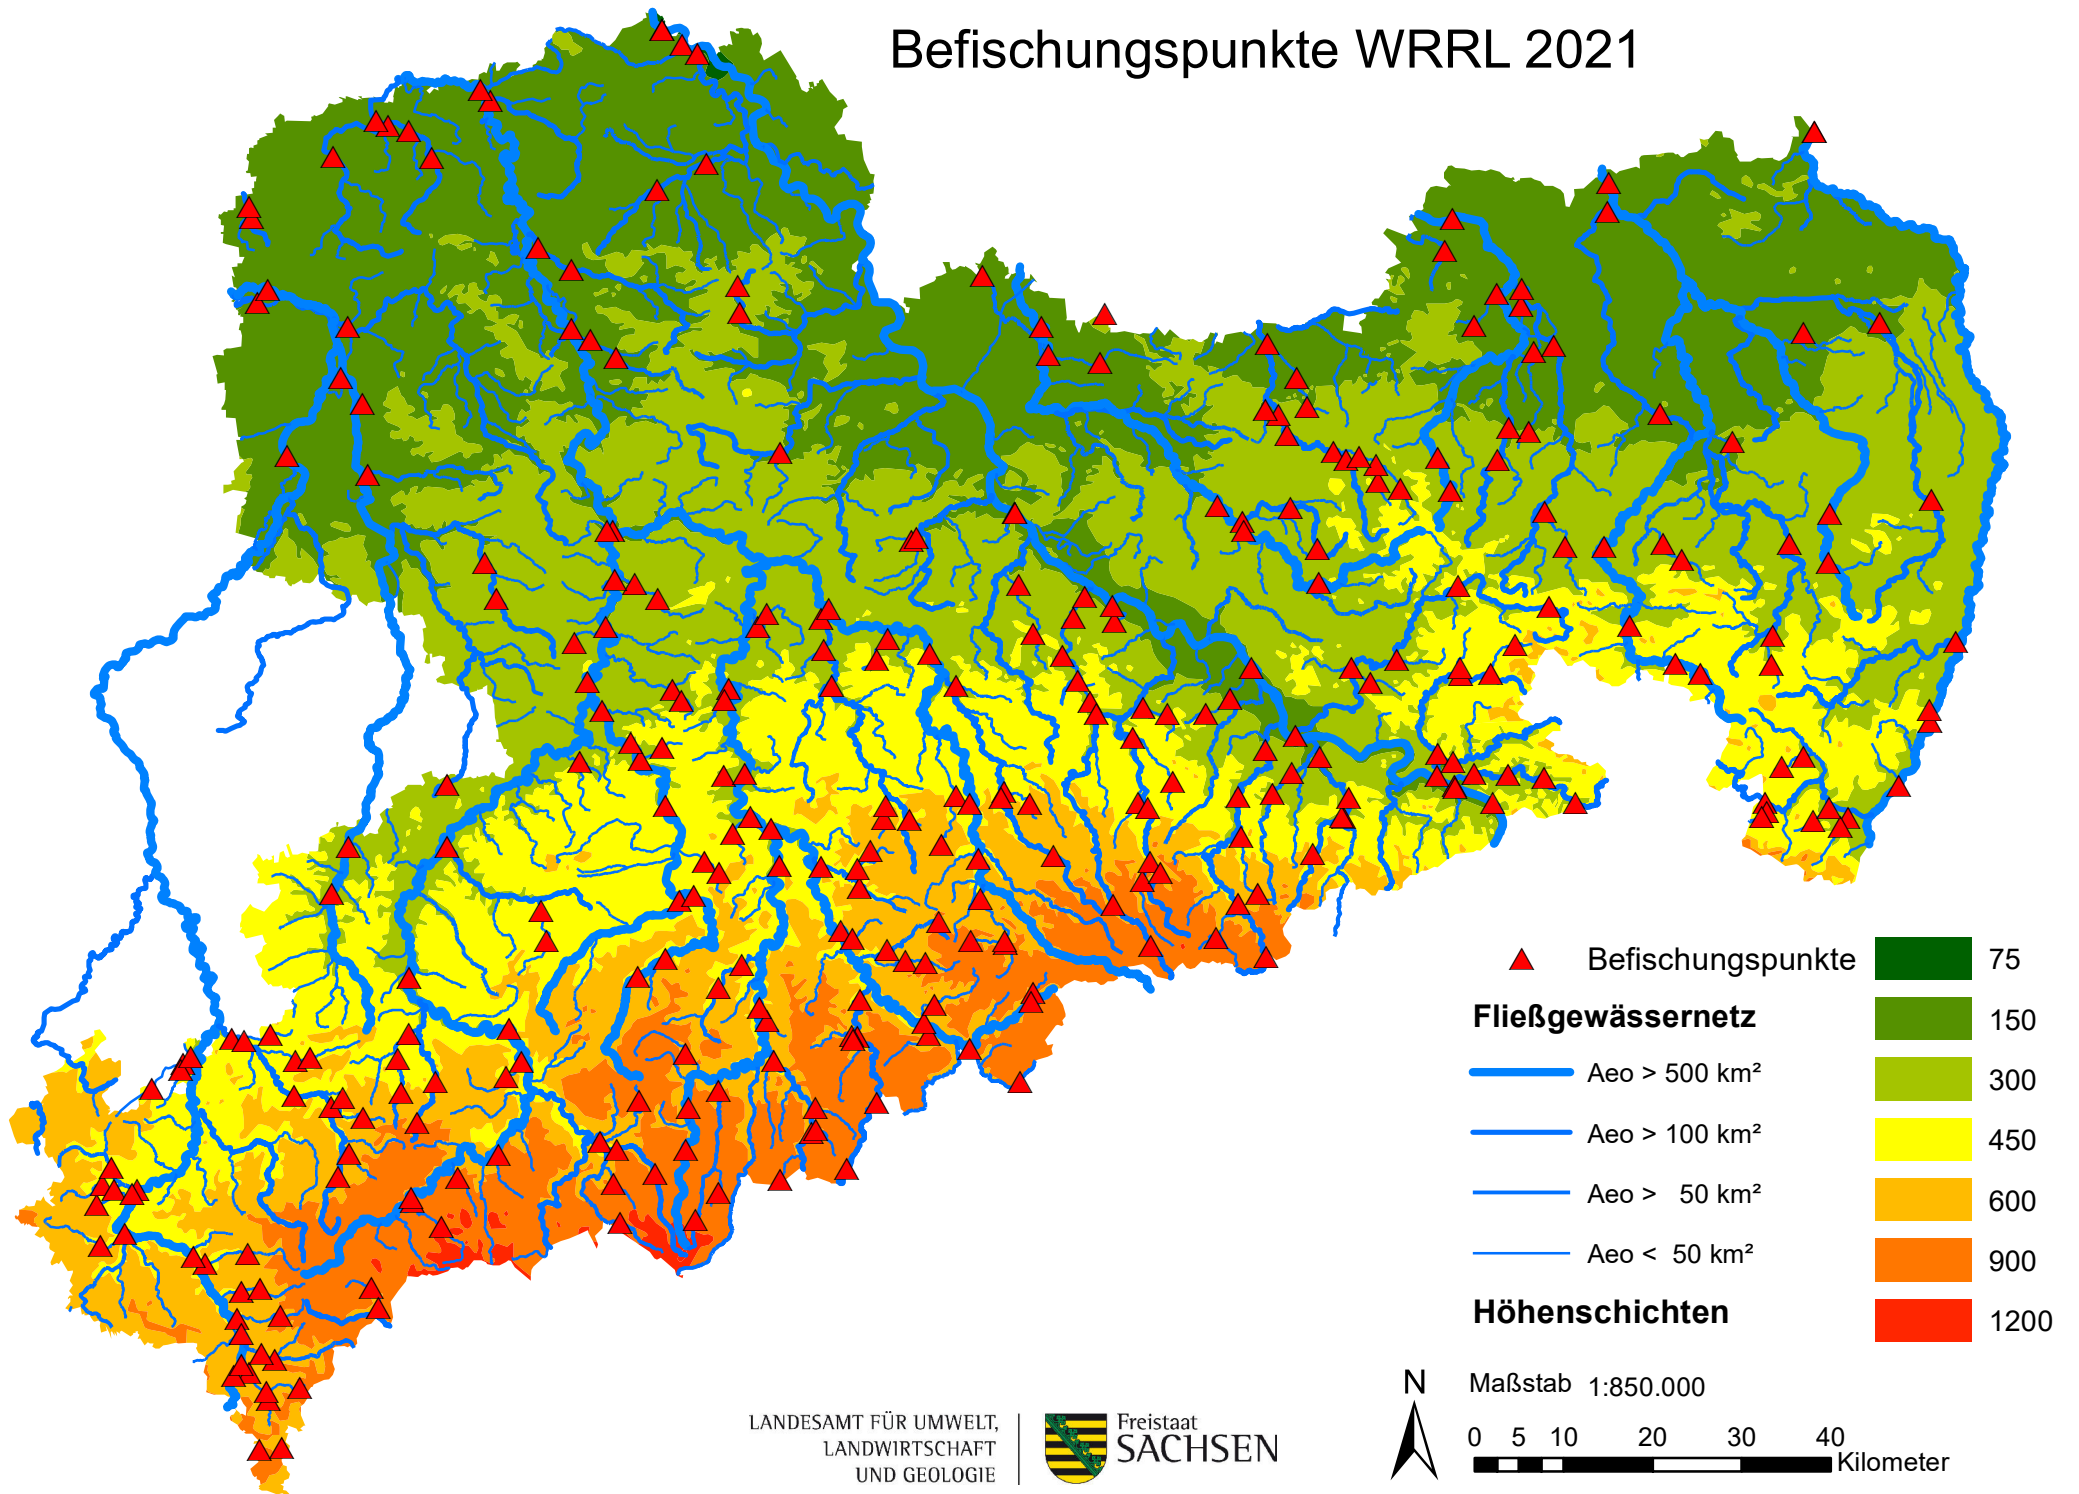 Befischungspunkte WRRL 2021
Befischungspunkte
Fließgewässernetz
Aeo > 500 km²
Aeo > 100 km²
Aeo > 50 km²
Aeo < 50 km²
Höhenschichten
75
150
300
450
600
900
1200
N
Maßstab 1:850.000
0 5 10 20 30 40
Kilometer
LANDESAMT FÜR UMWELT,
LANDWIRTSCHAFT
UND GEOLOGIE
Freistaat
SACHSEN